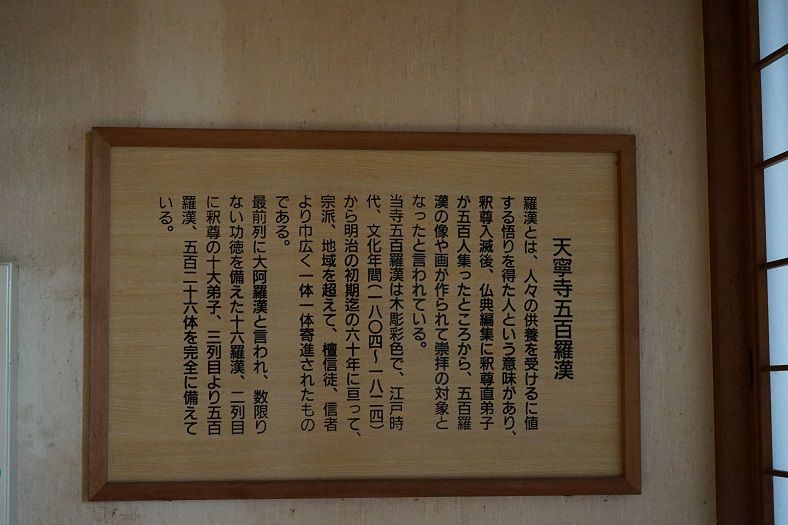 天寧寺五百羅漢
羅漢とは、人々の供養を受けるに値
する悟りを得た人という意味があり、
釈尊入滅後、仏典編集に釈尊直弟子
が五百人集ったところから、五百羅
漢の像や画が作られて崇拝の対象と
なったと言われている。
当寺五百羅漢は木彫彩色で、江戸時
代、文化年間(一八〇四〜一八二四)
から明治の初期迄の六十年に亘って、
宗派、地域を超えて、檀信徒、信者
より巾広く一体一体寄進されたもの
である。
最前列に大阿羅漢と言われ、数限り
ない功徳を備えた十六羅漢、二列目
に釈尊の十大弟子、三列目より五百
羅漢、五百二十六体を完全に備えて
いる。